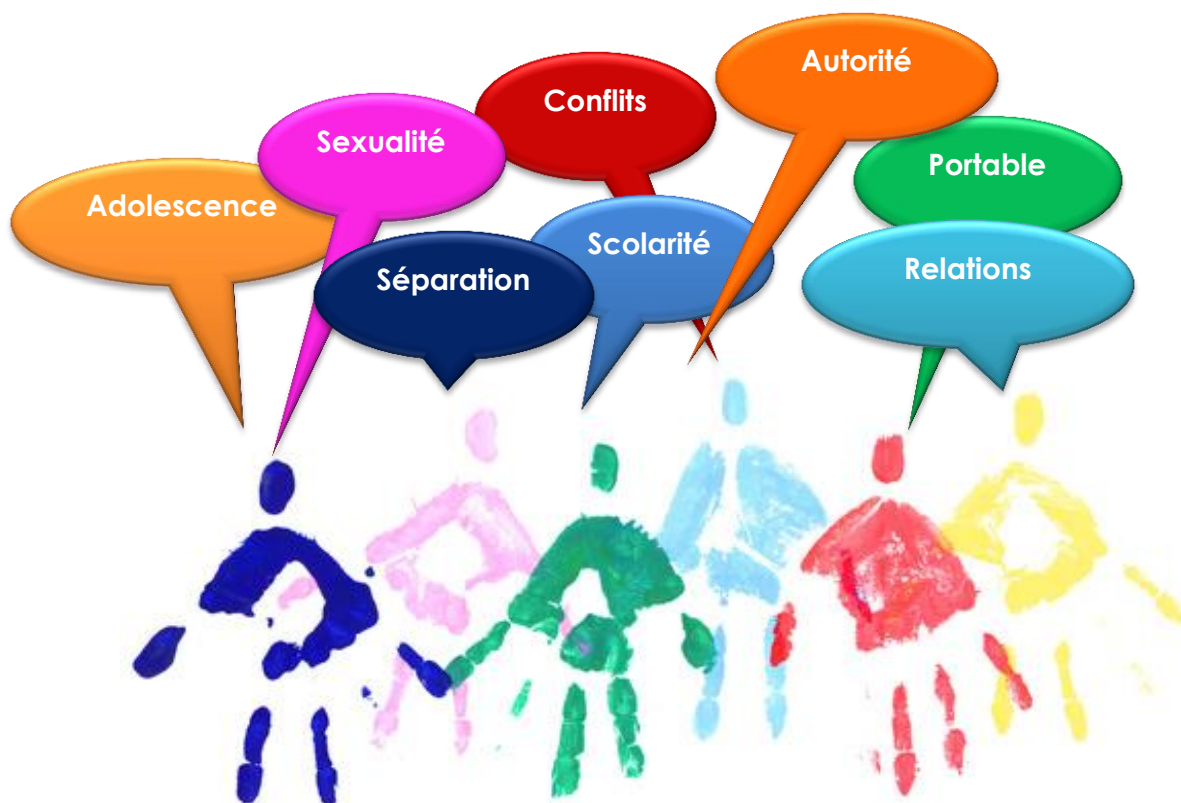 Autorité
Conflits
Sexualité
Portable
Adolescence
Scolarité
Relations
Séparation